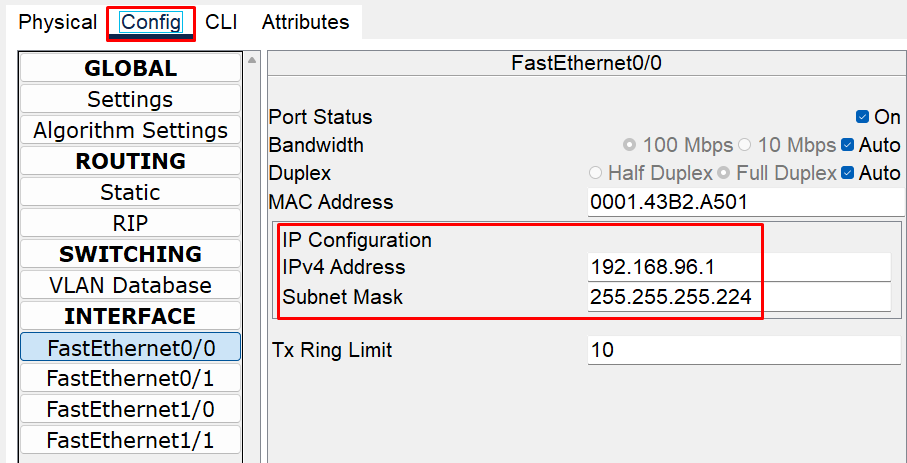 Physical Config CLI Attributes
GLOBAL
Settings
Algorithm Settings
ROUTING
Static
RIP
SWITCHING
VLAN Database
INTERFACE
FastEthernet0/0
FastEthernet0/1
FastEthernet1/0
FastEthernet1/1
FastEthernet0/0
Port Status On
Bandwidth 100 Mbps 10 Mbps Auto
Duplex Half Duplex Full Duplex Auto
MAC Address 0001.43B2.A501
IP Configuration
IPv4 Address 192.168.96.1
Subnet Mask 255.255.255.224
Tx Ring Limit 10